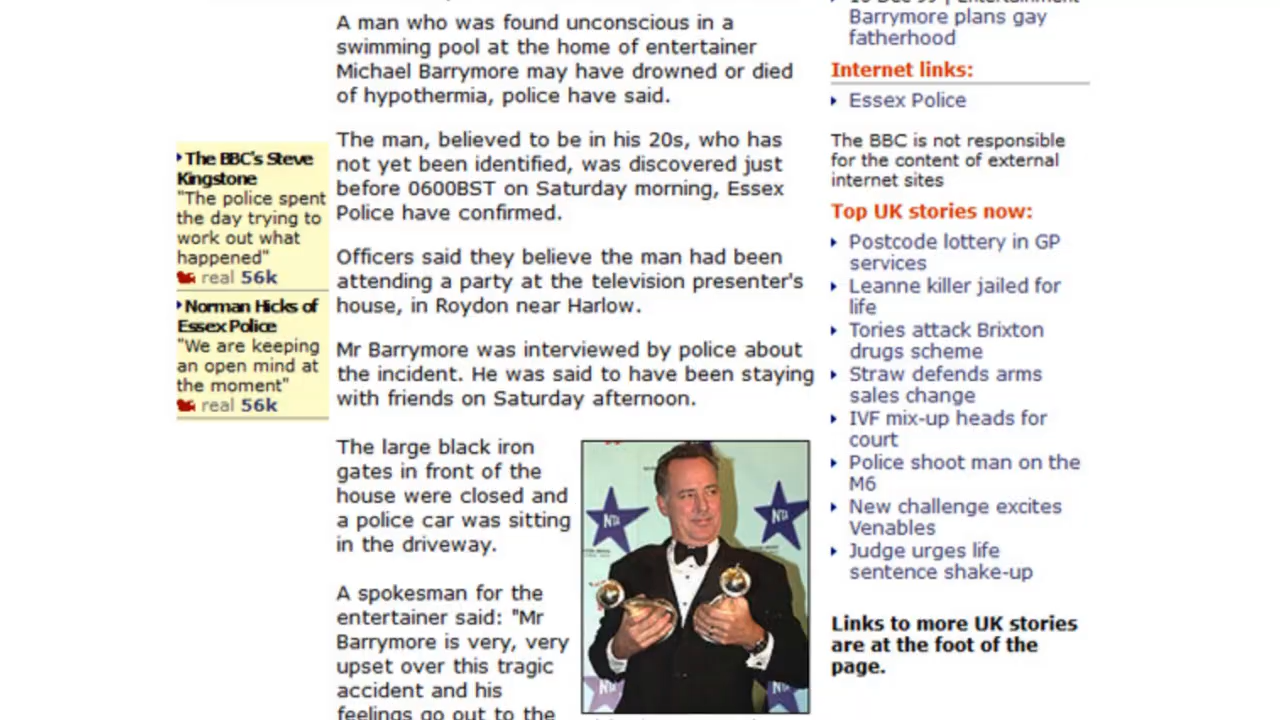 A man who was found unconscious in a
swimming pool at the home of entertainer
Michael Barrymore may have drowned or died
of hypothermia, police have said.
The man, believed to be in his 20s, who has
not yet been identified, was discovered just
before 0600BST on Saturday morning, Essex
Police have confirmed.
Officers said they believe the man had been
attending a party at the television presenter's
house, in Roydon near Harlow.
Mr Barrymore was interviewed by police about
the incident. He was said to have been staying
with friends on Saturday afternoon.
The large black iron
gates in front of the
house were closed and
a police car was sitting
in the driveway.
A spokesman for the
entertainer said: "Mr
Barrymore is very, very
upset over this tragic
accident and his
feelings go out to the
The BBC's Steve
Kingstone
"The police spent
the day trying to
work out what
happened"
real 56k
Norman Hicks of
Essex Police
"We are keeping
an open mind at
the moment"
real 56k
NTA
NTA
NTA
Barrymore plans gay
fatherhood
Internet links:
Essex Police
The BBC is not responsible
for the content of external
internet sites
Top UK stories now:
Postcode lottery in GP
services
Leanne killer jailed for
life
Tories attack Brixton
drugs scheme
Straw defends arms
sales change
IVF mix-up heads for
court
Police shoot man on the
M6
New challenge excites
Venables
Judge urges life
sentence shake-up
Links to more UK stories
are at the foot of the
page.